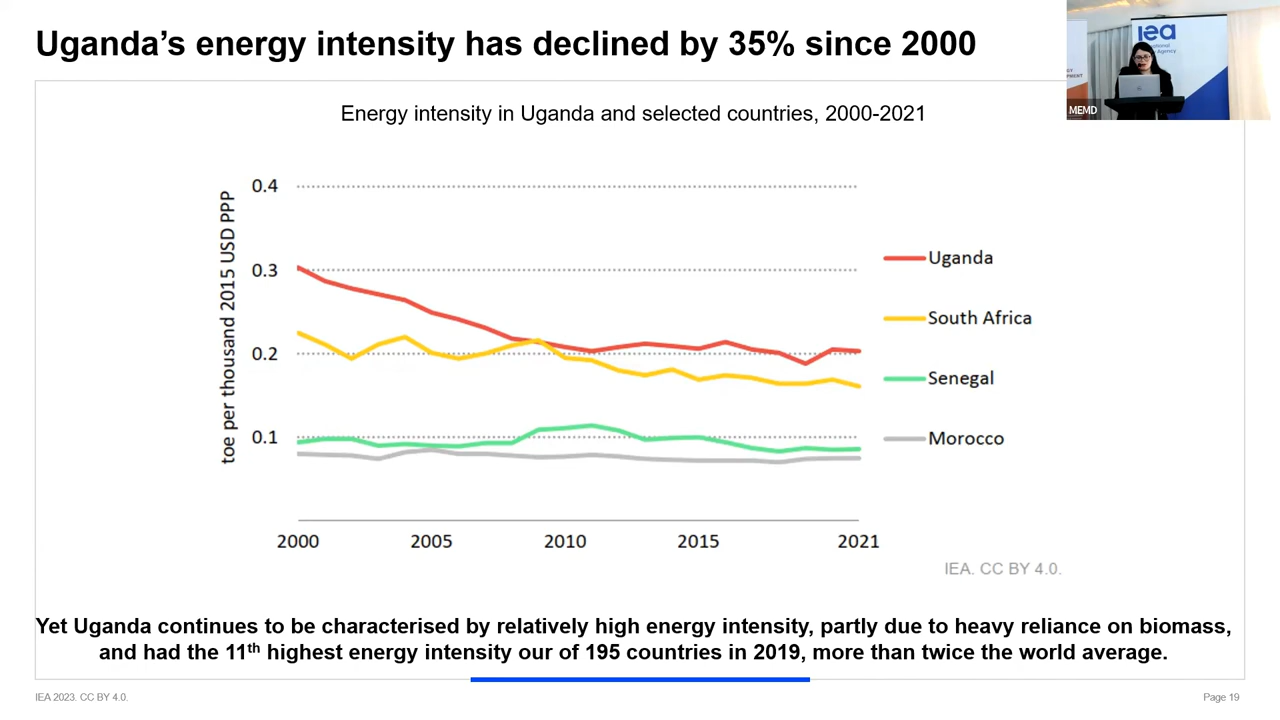 Uganda's energy intensity has declined by 35% since 2000
iea
Agency
MEMD
Energy intensity in Uganda and selected countries, 2000-2021
toe per thousand 2015 USD PPP
0.4
0.3
0.2
0.1
2000 2005 2010 2015 2021
Uganda
South Africa
Senegal
Morocco
IEA. CC BY 4.0.
Yet Uganda continues to be characterised by relatively high energy intensity, partly due to heavy reliance on biomass,
and had the 11th highest energy intensity our of 195 countries in 2019, more than twice the world average.
IEA 2023. CC BY 4.0.
Page 19